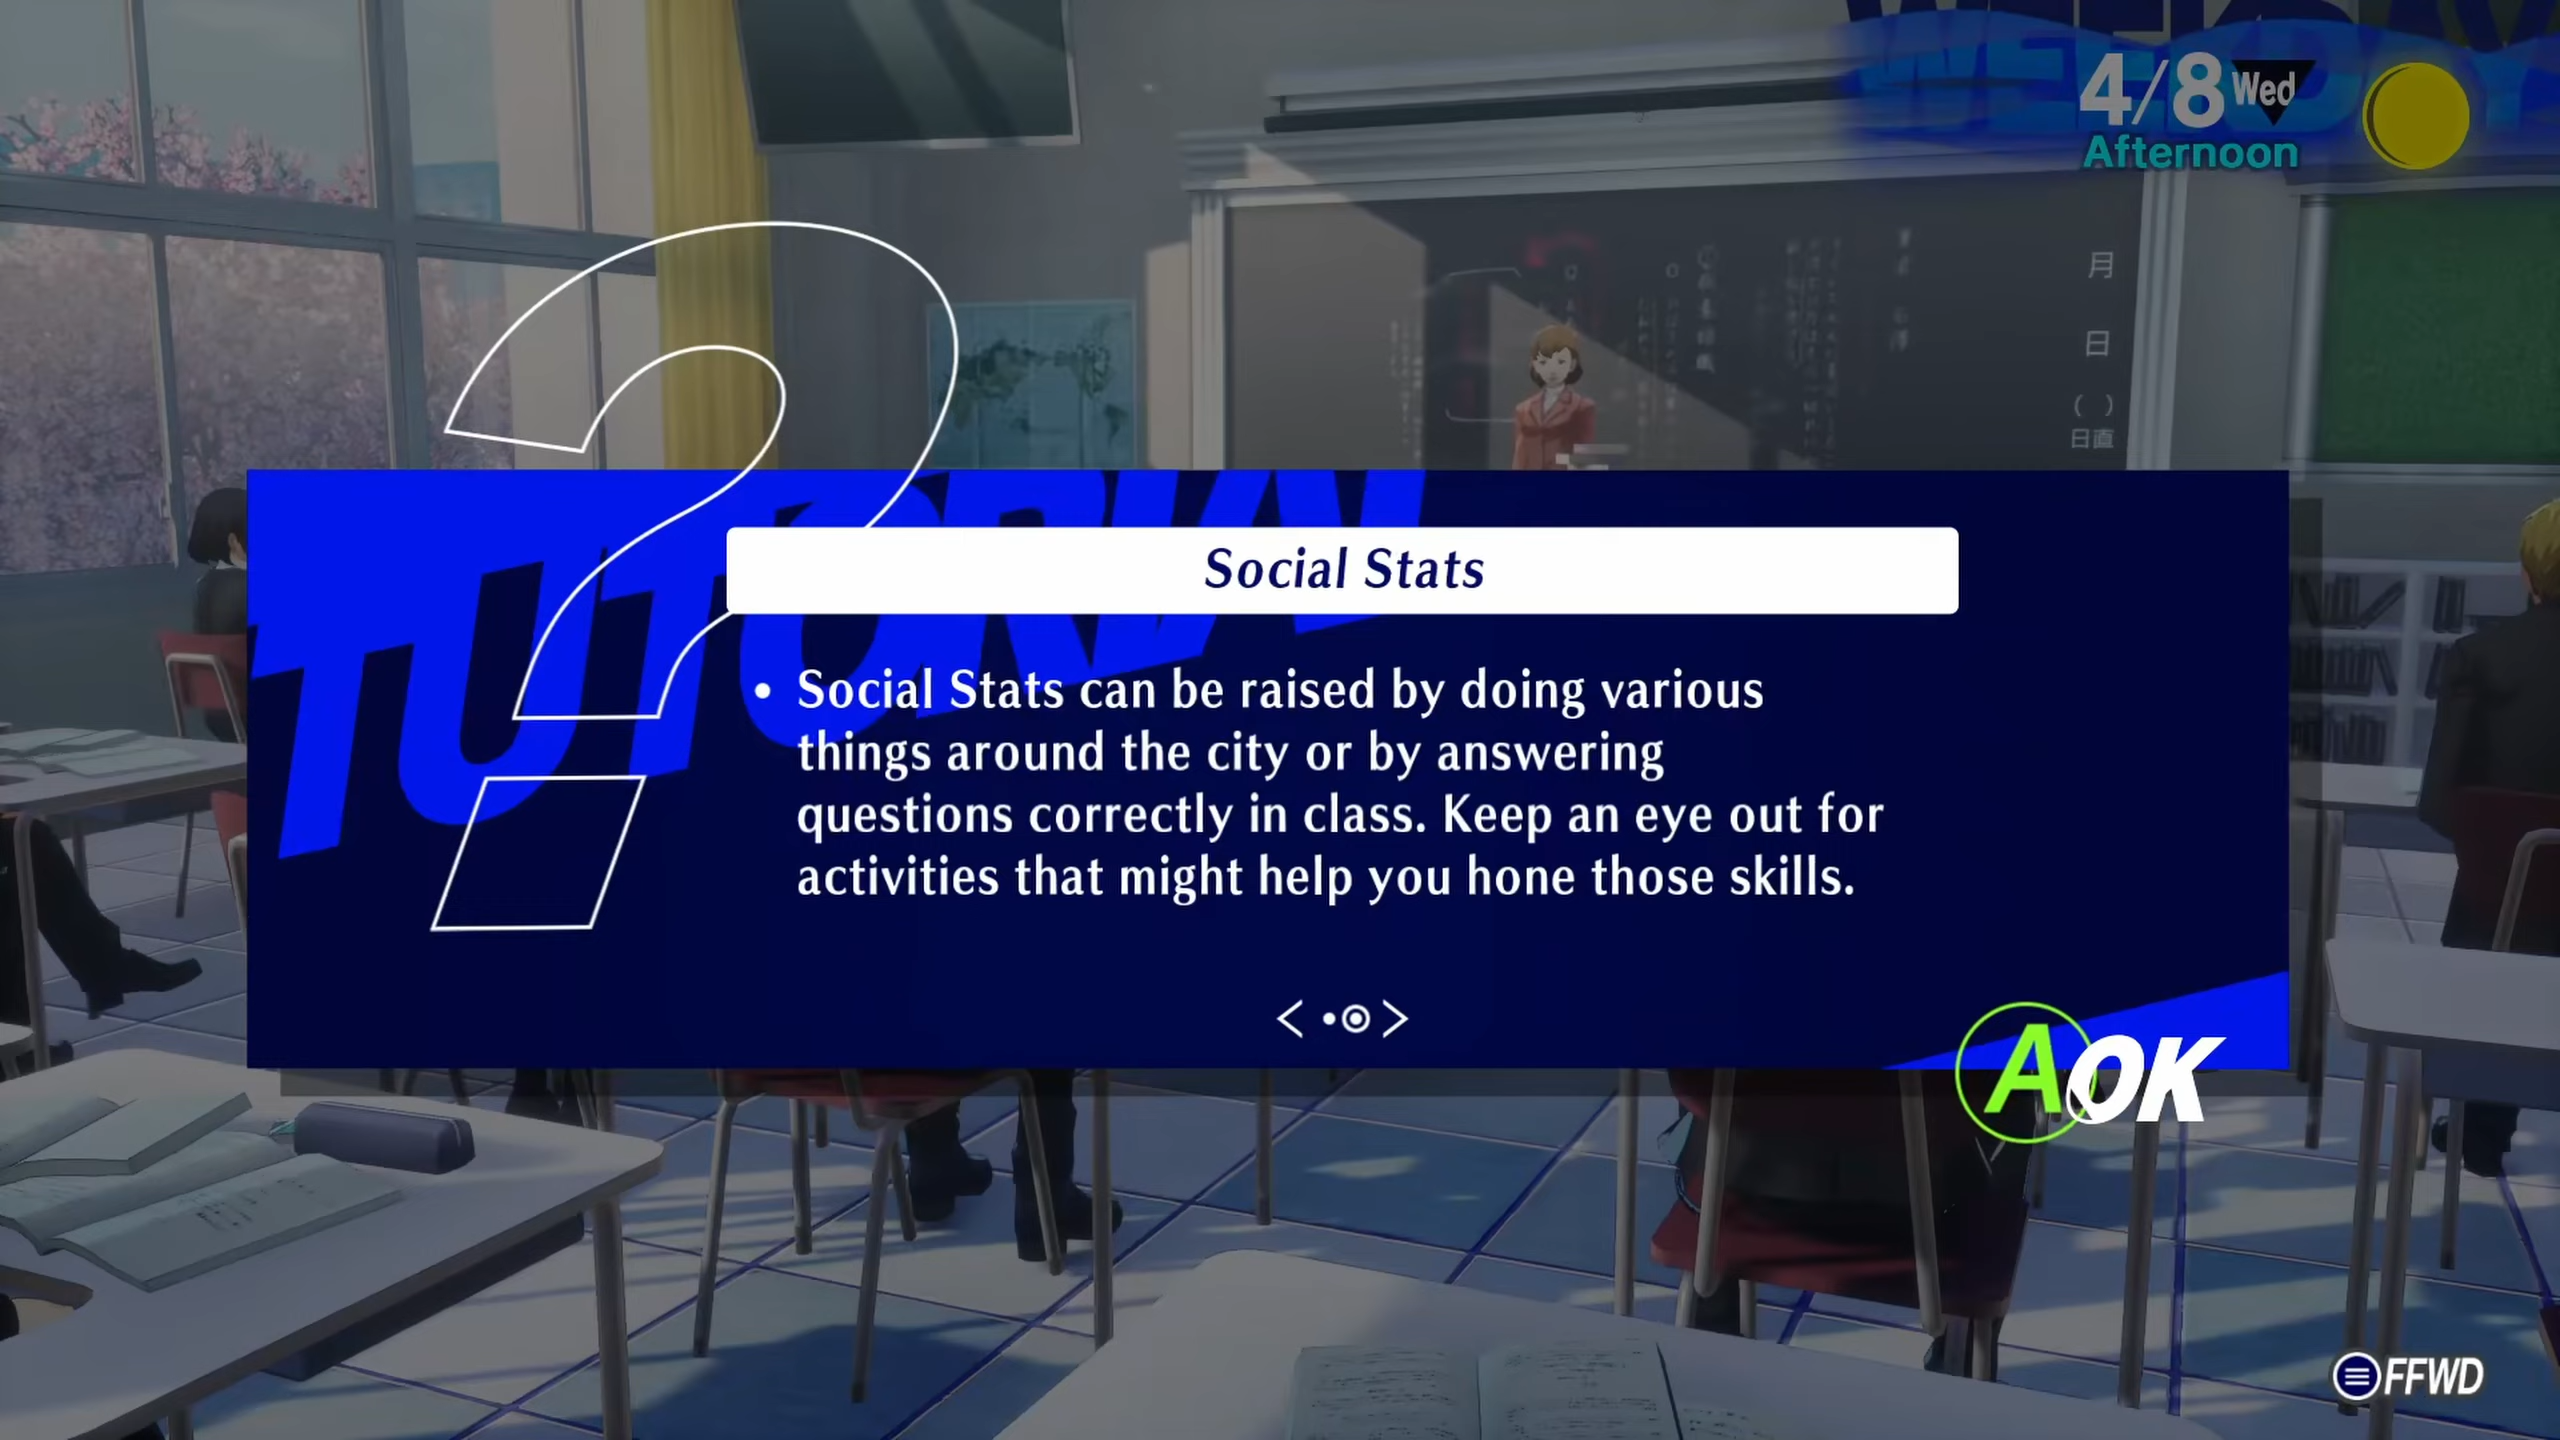 4/8 Wed
Afternoon
月
日
( )
日直
TUTORIAL
Social Stats
• Social Stats can be raised by doing various
things around the city or by answering
questions correctly in class. Keep an eye out for
activities that might help you hone those skills.
A OK
FFWD